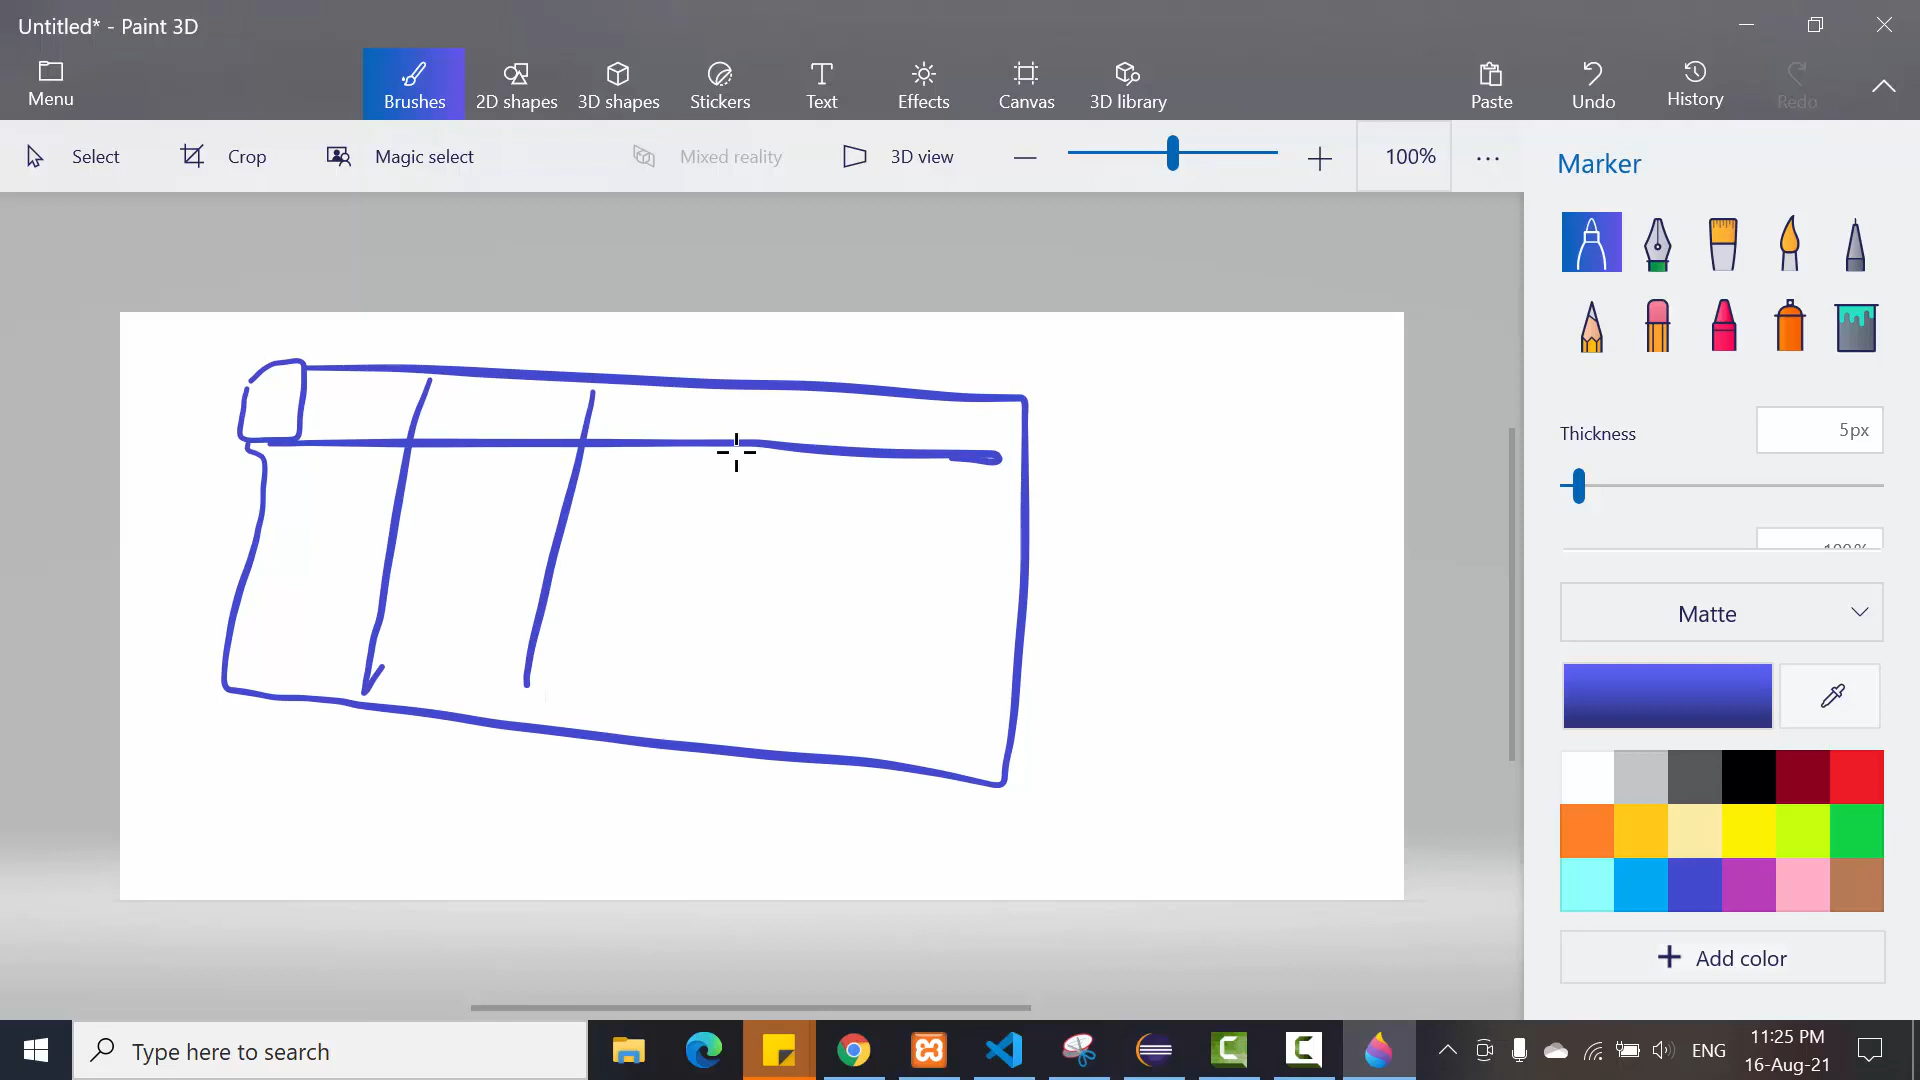 Untitled* - Paint 3D
Menu
Brushes
2D shapes
3D shapes
Stickers
Text
Effects
Canvas
3D library
Paste
Undo
History
Redo
Select
Crop
Magic select
Mixed reality
3D view
100%
Marker
Thickness
5px
100%
Matte
Add color
Type here to search
ENG
11:25 PM
16-Aug-21